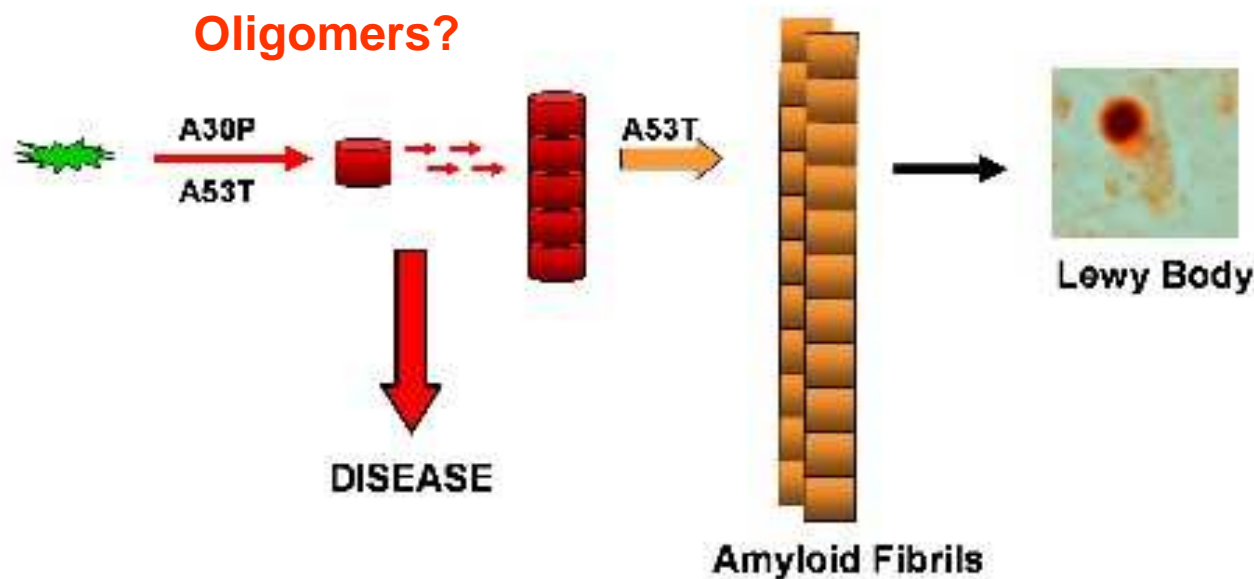 Oligomers?
A30P
A53T
A53T
DISEASE
Amyloid Fibrils
Lewy Body